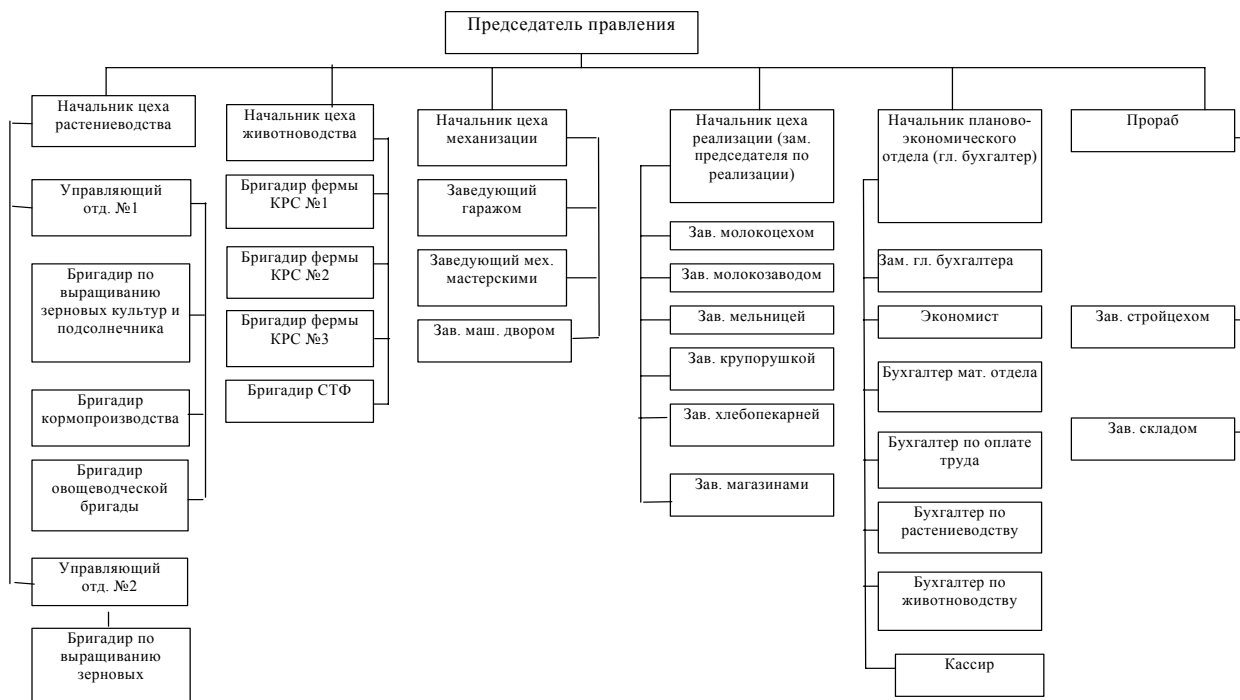 Председатель правления
Начальник цеха
растениеводства
Управляющий
отд. №1
Бригадир по
выращиванию
зерновых культур и
подсолнечника
Бригадир
кормопроизводства
Бригадир
овощеводческой
бригады
Управляющий
отд. №2
Бригадир по
выращиванию
зерновых
Начальник цеха
животноводства
Бригадир фермы
КРС №1
Бригадир фермы
КРС №2
Бригадир фермы
КРС №3
Бригадир СТФ
Начальник цеха
механизации
Заведующий
гаражом
Заведующий мех.
мастерскими
Зав. маш. двором
Начальник цеха
реализации (зам.
председателя по
реализации)
Зав. молокоцехом
Зав. молокозаводом
Зав. мельницей
Зав. крупорушкой
Зав. хлебопекарней
Зав. магазинами
Начальник планово-
экономического
отдела (гл. бухгалтер)
Зам. гл. бухгалтера
Экономист
Бухгалтер мат. отдела
Бухгалтер по оплате
труда
Бухгалтер по
растениеводству
Бухгалтер по
животноводству
Кассир
Прораб
Зав. стройцехом
Зав. складом